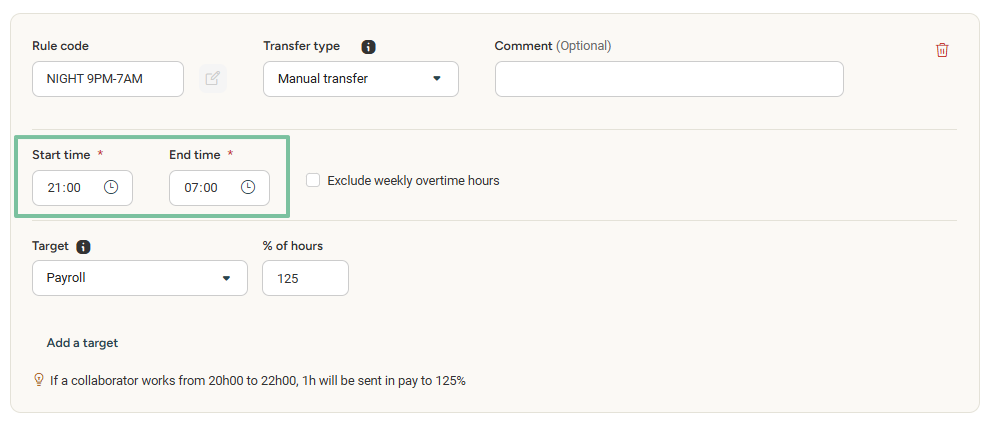 Rule code
Transfer type
Comment (Optional)
NIGHT 9PM-7AM
Manual transfer
Start time *
End time *
21:00
07:00
Exclude weekly overtime hours
Target
% of hours
Payroll
125
Add a target
If a collaborator works from 20h00 to 22h00, 1h will be sent in pay to 125%